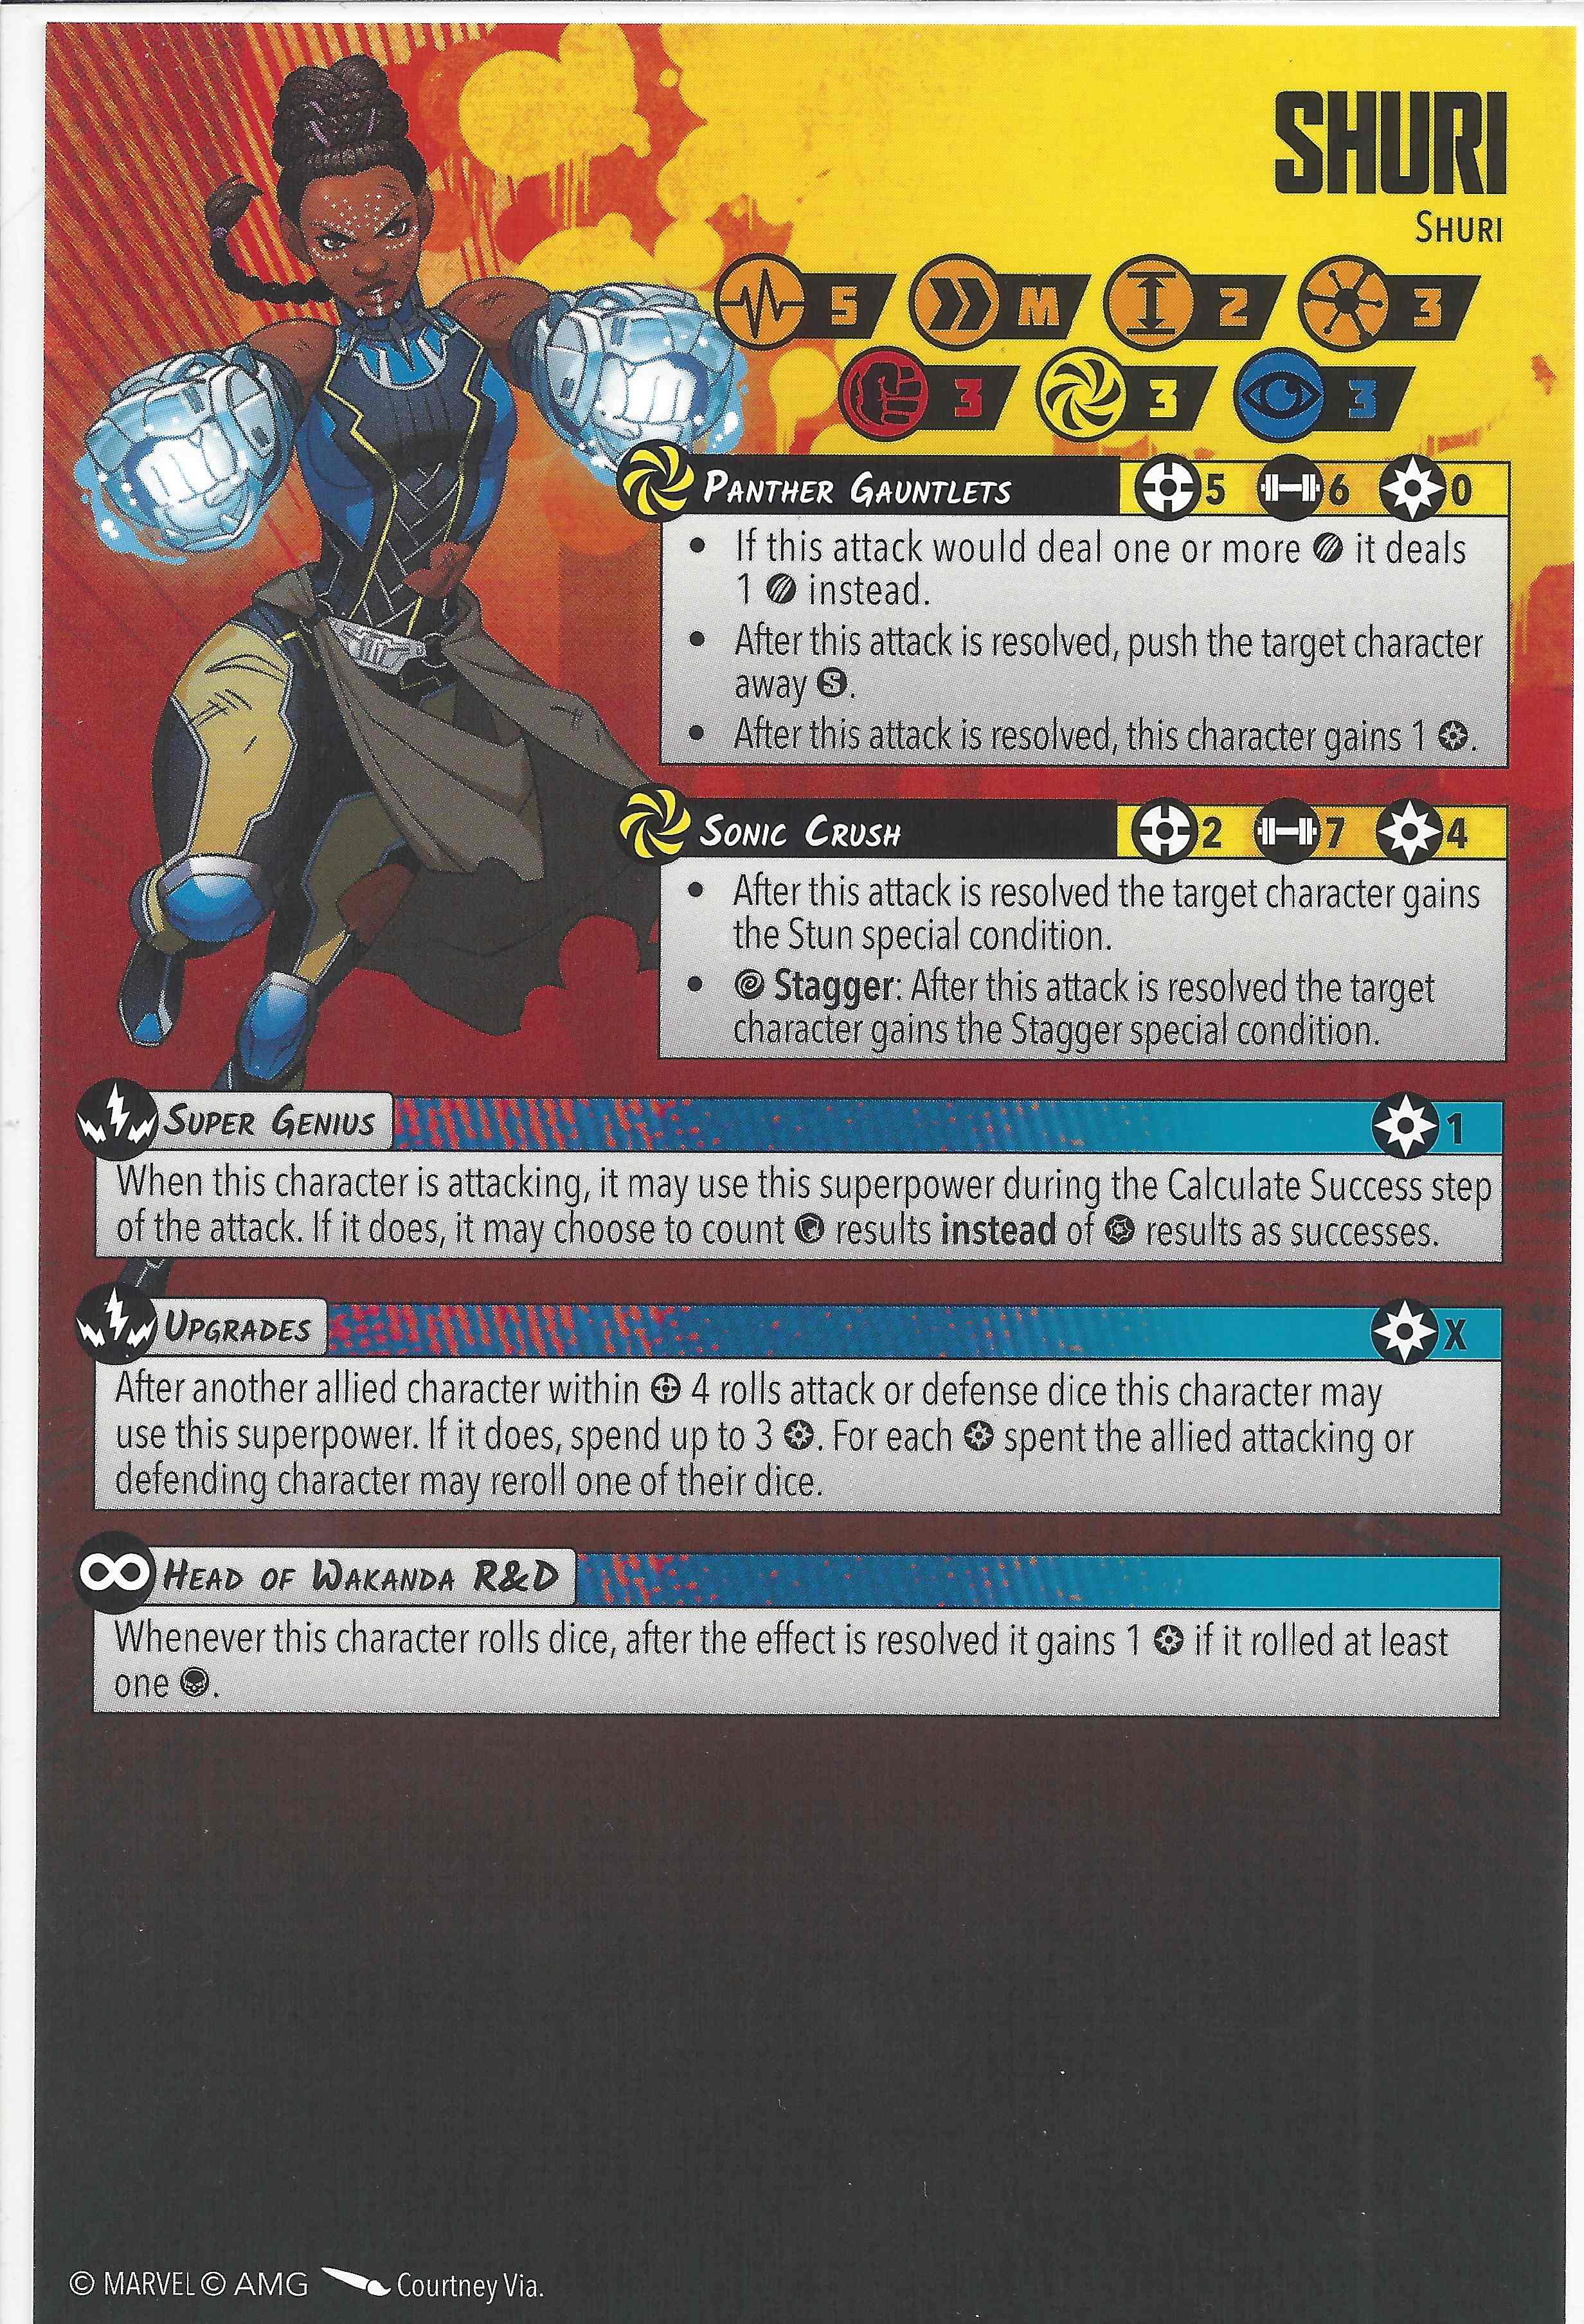 SHURI
Shuri
5 M 2 3
3 3 3
Panther Gauntlets 5 6 0
• If this attack would deal one or more it deals
1 instead.
• After this attack is resolved, push the target character
away S.
• After this attack is resolved, this character gains 1 .
Sonic Crush 2 7 4
• After this attack is resolved the target character gains
the Stun special condition.
• Stagger: After this attack is resolved the target
character gains the Stagger special condition.
Super Genius 1
When this character is attacking, it may use this superpower during the Calculate Success step
of the attack. If it does, it may choose to count results instead of results as successes.
Upgrades X
After another allied character within 4 rolls attack or defense dice this character may
use this superpower. If it does, spend up to 3 . For each spent the allied attacking or
defending character may reroll one of their dice.
Head of Wakanda R&D
Whenever this character rolls dice, after the effect is resolved it gains 1 if it rolled at least
one .
© MARVEL © AMG Courtney Via.